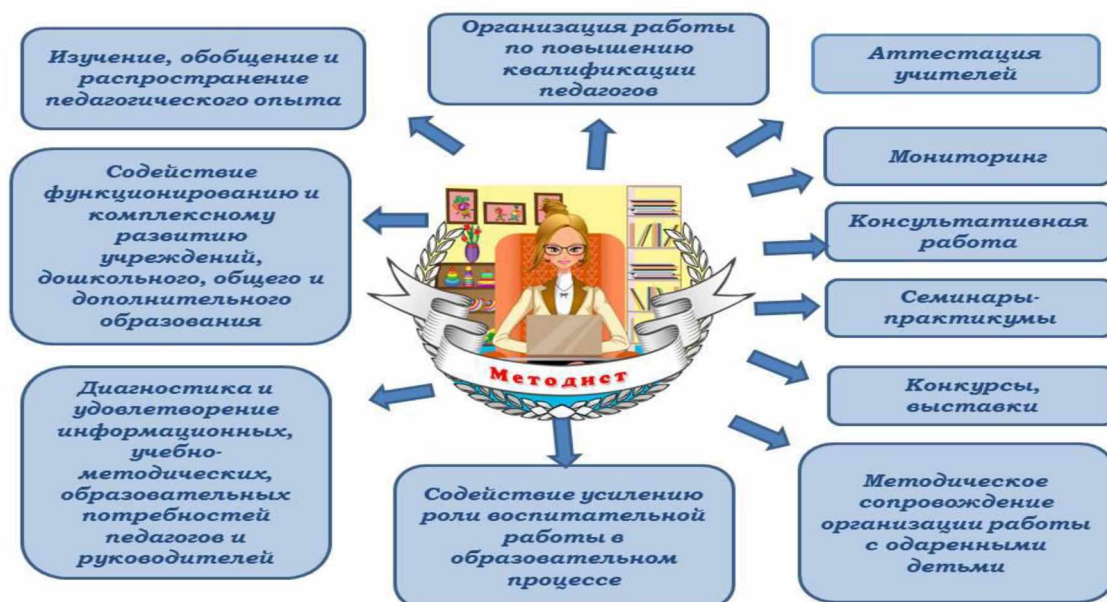 Изучение, обобщение и
распространение
педагогического опыта
Организация работы
по повышению
квалификации
педагогов
Аттестация
учителей
Содействие
функционированию и
комплексному
развитию
учреждений,
дошкольного, общего и
дополнительного
образования
Мониторинг
Консультативная
работа
Семинары-
практикумы
Методист
Диагностика и
удовлетворение
информационных,
учебно-
методических,
образовательных
потребностей
педагогов и
руководителей
Конкурсы,
выставки
Содействие усилению
роли воспитательной
работы в
образовательном
процессе
Методическое
сопровождение
организации работы
с одаренными
детьми